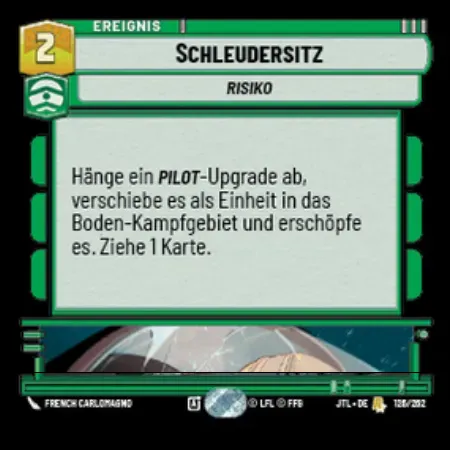 EREIGNIS
2
SCHLEUDERSITZ
RISIKO
Hänge ein PILOT-Upgrade ab,
verschiebe es als Einheit in das
Boden-Kampfgebiet und erschöpfe
es. Ziehe 1 Karte.
FRENCH CARLOMAGNO
© LFL © FFG
JTL • DE
126/262